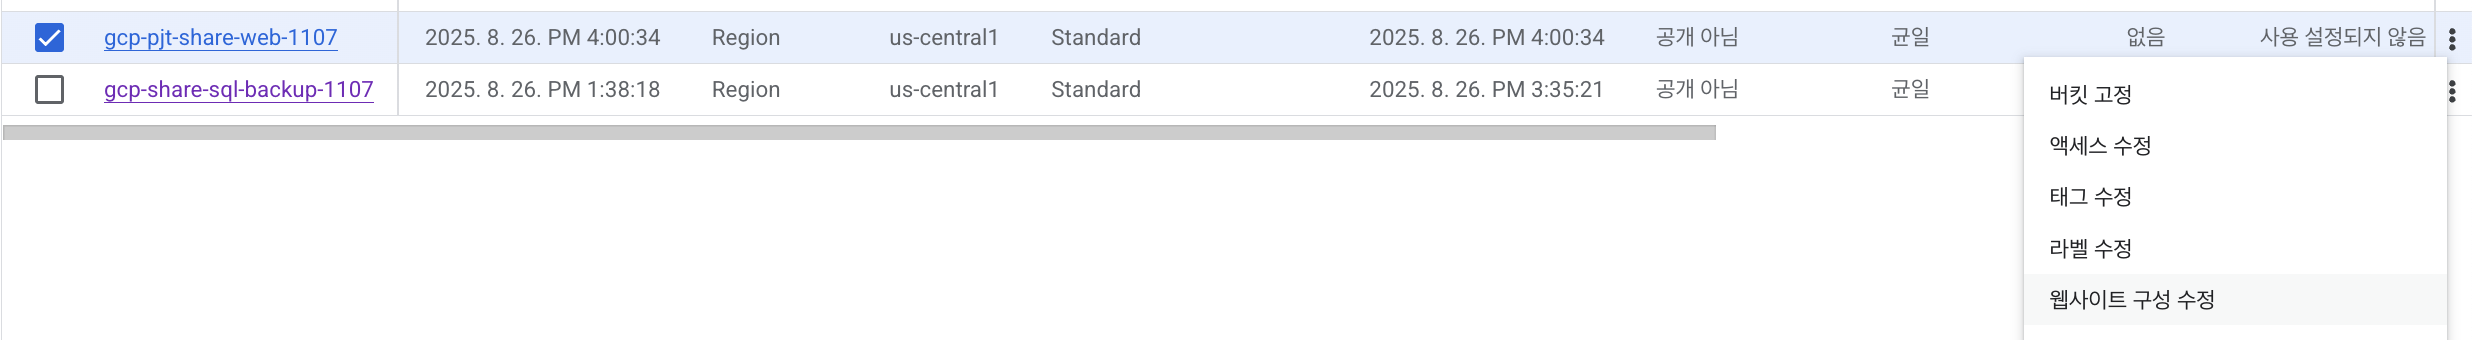 gcp-pjt-share-web-1107 2025. 8. 26. PM 4:00:34 Region us-central1 Standard 2025. 8. 26. PM 4:00:34 공개 아님 균일 없음 사용 설정되지 않음
gcp-share-sql-backup-1107 2025. 8. 26. PM 1:38:18 Region us-central1 Standard 2025. 8. 26. PM 3:35:21 공개 아님 균일
버킷 고정
액세스 수정
태그 수정
라벨 수정
웹사이트 구성 수정